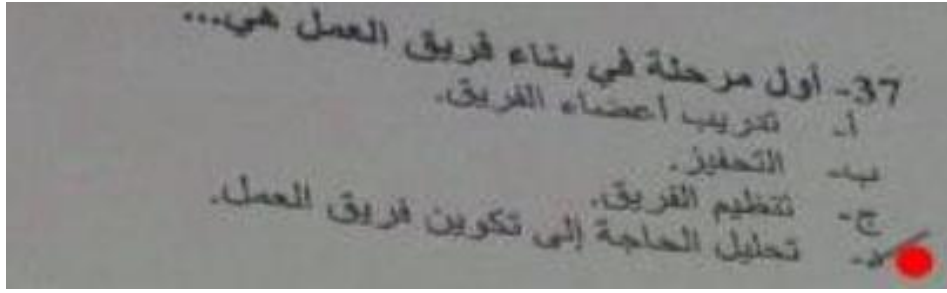 37- أول مرحلة في بناء فريق العمل هي...
أ- تدريب أعضاء الفريق.
ب- التحفيز.
ج- تنظيم الفريق.
د- تحليل الحاجة إلى تكوين فريق العمل.